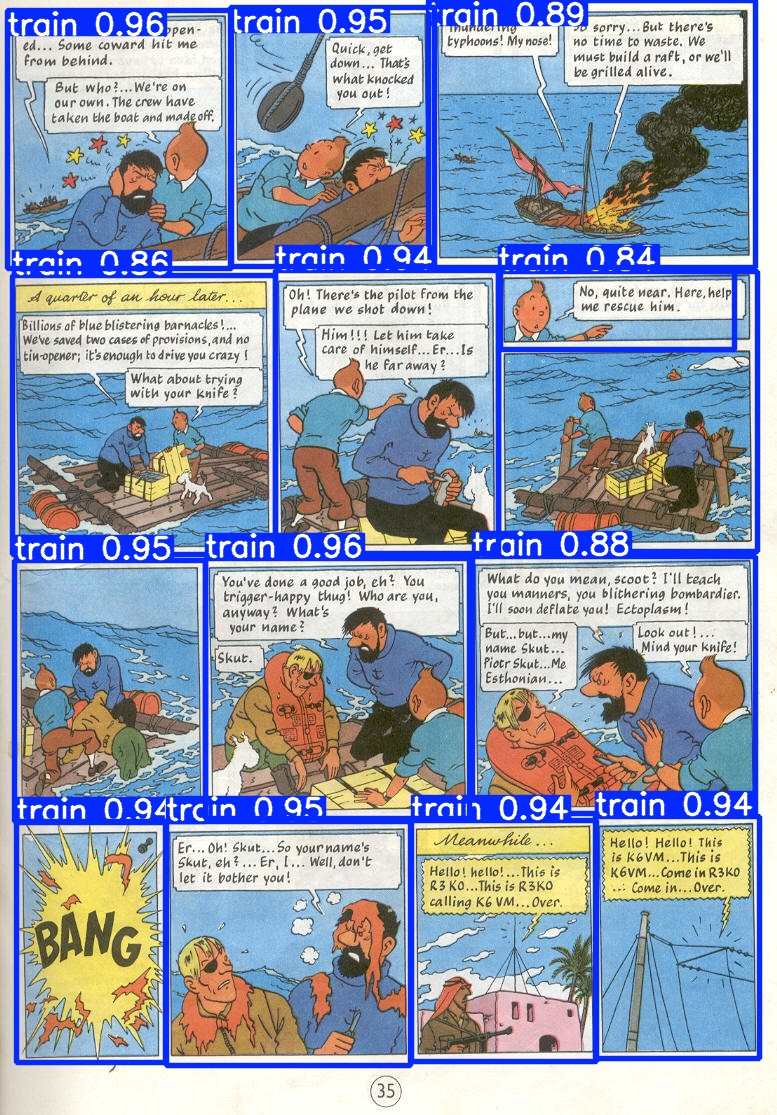 train 0.96
train 0.95
train 0.89
ed... Some coward hit me
from behind.
But who?...We're on
our own. The crew have
taken the boat and made off.
Quick, get
down... That's
what knocked
you out!
typhoons! My nose!
sorry...But there's
no time to waste. We
must build a raft, or we'll
be grilled alive.
train 0.86
train 0.94
train 0.84
A quarter of an hour later...
Billions of blue blistering barnacles!...
We've saved two cases of provisions, and no
tin-opener; it's enough to drive you crazy!
What about trying
with your knife?
Oh! There's the pilot from the
plane we shot down!
Him!!! Let him take
care of himself...Er...Is
he far away?
No, quite near. Here, help
me rescue him.
train 0.95
train 0.96
train 0.88
You've done a good job, eh? You
trigger-happy thug! Who are you,
anyway? What's
your name?
Skut.
What do you mean, scoot? I'll teach
you manners, you blithering bombardier.
I'll soon deflate you! Ectoplasm!
But...but...my
name Skut...
Piotr Skut...Me
Esthonian...
Look out!...
Mind your knife!
train 0.94
train 0.95
train 0.94
train 0.94
BANG
Er... Oh! Skut...So your name's
Skut, eh?...Er, I... Well, don't
let it bother you!
Meanwhile...
Hello! hello!...This is
R3KO...This is R3KO
calling K6VM...Over.
Hello! Hello! This
is K6VM...This is
K6VM...Come in R3KO
... Come in...Over.
35